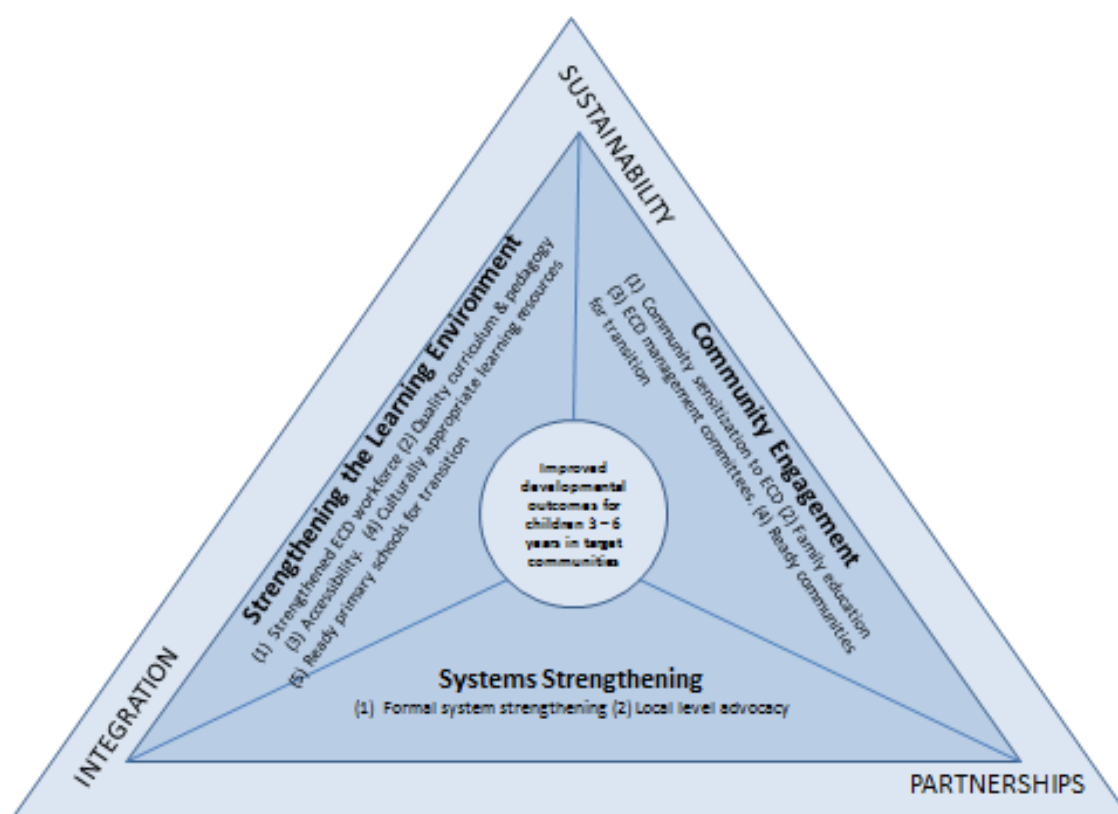 SUSTAINABILITY
Strengthening the Learning Environment
(1) Strengthened ECD workforce (2) Quality curriculum & pedagogy
(3) Accessibility. (4) Culturally appropriate learning resources
(5) Ready primary schools for transition
Community Engagement
(1) Community sensitization to ECD (2) Family education
(3) ECD management committees. (4) Ready communities
for transition
Improved
developmental
outcomes for
children 3 – 6
years in target
communities
Systems Strengthening
(1) Formal system strengthening (2) Local level advocacy
INTEGRATION
PARTNERSHIPS